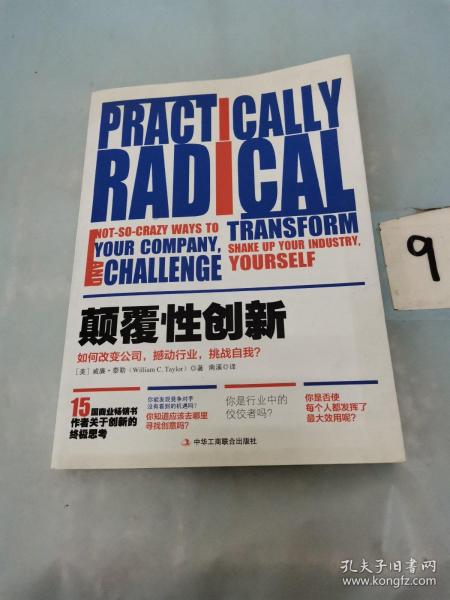 PRACTICALLY
RADICAL
NOT-SO-CRAZY WAYS TO TRANSFORM
YOUR COMPANY, SHAKE UP YOUR INDUSTRY,
AND CHALLENGE YOURSELF
颠覆性创新
如何改变公司，撼动行业，挑战自我？
［美］威廉·泰勒（William C. Taylor）著 南溪 译
15国商业畅销书
作者关于创新的
终极思考
你能发现竞争对手
没有看到的机遇吗？
你知道应该去哪里
寻找创意吗？
你是行业中的
佼佼者吗？
你是否使
每个人都发挥了
最大效用呢？
中华工商联合出版社
9
孔夫子旧书网
www.kongfz.com